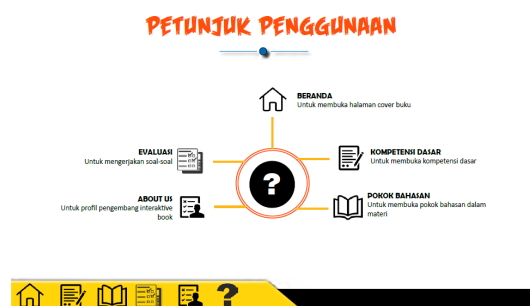 PETUNJUK PENGGUNAAN
BERANDA
Untuk membuka halaman cover buku
EVALUASI
Untuk mengerjakan soal-soal
KOMPETENSI DASAR
Untuk membuka kompetensi dasar
?
ABOUT US
Untuk profil pengembang interaktive
book
POKOK BAHASAN
Untuk membuka pokok bahasan dalam
materi
?